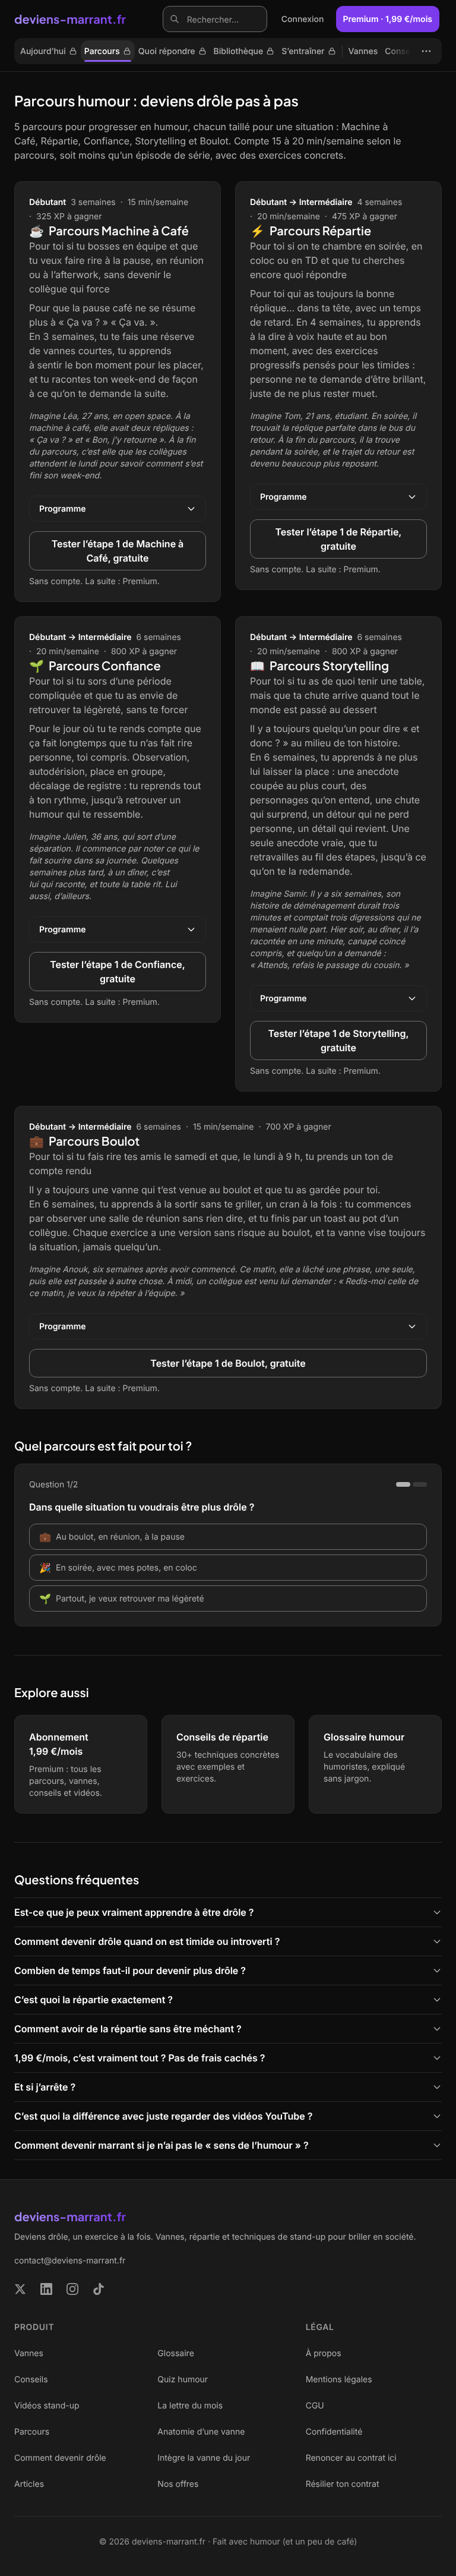 deviens-marrant.fr
Rechercher...
Connexion
Premium · 1,99 €/mois
Aujourd'hui
Parcours
Quoi répondre
Bibliothèque
S'entraîner
Vannes
Parcours humour : deviens drôle pas à pas
5 parcours pour progresser en humour, chacun taillé pour une situation : Machine à
Café, Répartie, Confiance, Storytelling et Boulot. Compte 15 à 20 min/semaine selon le
parcours, soit moins qu'un épisode de série, avec des exercices concrets.
Débutant 3 semaines · 15 min/semaine
· 325 XP à gagner
☕ Parcours Machine à Café
Pour toi si tu bosses en équipe et que
tu veux faire rire à la pause, en réunion
ou à l'afterwork, sans devenir le
collègue qui force
Pour que la pause café ne se résume
plus à « Ça va ? » « Ça va. ».
En 3 semaines, tu te fais une réserve
de vannes courtes, tu apprends
à sentir le bon moment pour les placer,
et tu racontes ton week-end de façon
à ce qu'on te demande la suite.
Imagine Léa, 27 ans, en open space. À la
machine à café, elle avait deux répliques :
« Ça va ? » et « Bon, j'y retourne ». À la fin
du parcours, c'est elle que les collègues
attendent le lundi pour savoir comment s'est
fini son week-end.
Programme
Tester l'étape 1 de Machine à
Café, gratuite
Sans compte. La suite : Premium.
Débutant → Intermédiaire 4 semaines
· 20 min/semaine · 475 XP à gagner
⚡ Parcours Répartie
Pour toi si on te chambre en soirée, en
coloc ou en TD et que tu cherches
encore quoi répondre
Pour toi qui as toujours la bonne
réplique... dans ta tête, avec un temps
de retard. En 4 semaines, tu apprends
à la dire à voix haute et au bon
moment, avec des exercices
progressifs pensés pour les timides :
personne ne te demande d'être brillant,
juste de ne plus rester muet.
Imagine Tom, 21 ans, étudiant. En soirée, il
trouvait la réplique parfaite dans le bus du
retour. À la fin du parcours, il la trouve
pendant la soirée, et le trajet du retour est
devenu beaucoup plus reposant.
Programme
Tester l'étape 1 de Répartie,
gratuite
Sans compte. La suite : Premium.
Débutant → Intermédiaire 6 semaines
· 20 min/semaine · 800 XP à gagner
🌱 Parcours Confiance
Pour toi si tu sors d'une période
compliquée et que tu as envie de
retrouver ta légèreté, sans te forcer
Pour le jour où tu te rends compte que
ça fait longtemps que tu n'as fait rire
personne, toi compris. Observation,
autodérision, place en groupe,
décalage de registre : tu reprends tout
à ton rythme, jusqu'à retrouver un
humour qui te ressemble.
Imagine Julien, 36 ans, qui sort d'une
séparation. Il commence par noter ce qui le
fait sourire dans sa journée. Quelques
semaines plus tard, à un dîner, c'est
lui qui raconte, et toute la table rit. Lui
aussi, d'ailleurs.
Programme
Tester l'étape 1 de Confiance,
gratuite
Sans compte. La suite : Premium.
Débutant → Intermédiaire 6 semaines
· 20 min/semaine · 800 XP à gagner
📖 Parcours Storytelling
Pour toi si tu as de quoi tenir une table,
mais que ta chute arrive quand tout le
monde est passé au dessert
Il y a toujours quelqu'un pour dire « et
donc ? » au milieu de ton histoire.
En 6 semaines, tu apprends à ne plus
lui laisser la place : une anecdote
coupée au plus court, des
personnages qu'on entend, une chute
qui surprend, un détour qui ne perd
personne, un détail qui revient. Une
seule anecdote vraie, que tu
retravailles au fil des étapes, jusqu'à ce
qu'on te la redemande.
Imagine Samir. Il y a six semaines, son
histoire de déménagement durait trois
minutes et comptait trois digressions qui ne
menaient nulle part. Hier soir, au dîner, il l'a
racontée en une minute, canapé coincé
compris, et quelqu'un a demandé :
« Attends, refais le passage du cousin. »
Programme
Tester l'étape 1 de Storytelling,
gratuite
Sans compte. La suite : Premium.
Débutant → Intermédiaire 6 semaines · 15 min/semaine · 700 XP à gagner
💼 Parcours Boulot
Pour toi si tu fais rire tes amis le samedi et que, le lundi à 9 h, tu prends un ton de
compte rendu
Il y a toujours une vanne qui t'est venue au boulot et que tu as gardée pour toi.
En 6 semaines, tu apprends à la sortir sans te griller, un cran à la fois : tu commences
par observer une salle de réunion sans rien dire, et tu finis par un toast au pot d'un
collègue. Chaque exercice a une version sans risque au boulot, et ta vanne vise toujours
la situation, jamais quelqu'un.
Imagine Anouk, six semaines après avoir commencé. Ce matin, elle a lâché une phrase, une seule,
puis elle est passée à autre chose. À midi, un collègue est venu lui demander : « Redis-moi celle de
ce matin, je veux la répéter à l'équipe. »
Programme
Tester l'étape 1 de Boulot, gratuite
Sans compte. La suite : Premium.
Quel parcours est fait pour toi ?
Question 1/2
Dans quelle situation tu voudrais être plus drôle ?
💼 Au boulot, en réunion, à la pause
🎉 En soirée, avec mes potes, en coloc
🌱 Partout, je veux retrouver ma légèreté
Explore aussi
Abonnement
1,99 €/mois
Premium : tous les
parcours, vannes,
conseils et vidéos.
Conseils de répartie
30+ techniques concrètes
avec exemples et
exercices.
Glossaire humour
Le vocabulaire des
humoristes, expliqué
sans jargon.
Questions fréquentes
Est-ce que je peux vraiment apprendre à être drôle ?
Comment devenir drôle quand on est timide ou introverti ?
Combien de temps faut-il pour devenir plus drôle ?
C'est quoi la répartie exactement ?
Comment avoir de la répartie sans être méchant ?
1,99 €/mois, c'est vraiment tout ? Pas de frais cachés ?
Et si j'arrête ?
C'est quoi la différence avec juste regarder des vidéos YouTube ?
Comment devenir marrant si je n'ai pas le « sens de l'humour » ?
deviens-marrant.fr
Deviens drôle, un exercice à la fois. Vannes, répartie et techniques de stand-up pour briller en société.
contact@deviens-marrant.fr
PRODUIT
Vannes
Conseils
Vidéos stand-up
Parcours
Comment devenir drôle
Articles
Glossaire
Quiz humour
La lettre du mois
Anatomie d'une vanne
Intègre la vanne du jour
Nos offres
LÉGAL
À propos
Mentions légales
CGU
Confidentialité
Renoncer au contrat ici
Résilier ton contrat
© 2026 deviens-marrant.fr · Fait avec humour (et un peu de café)